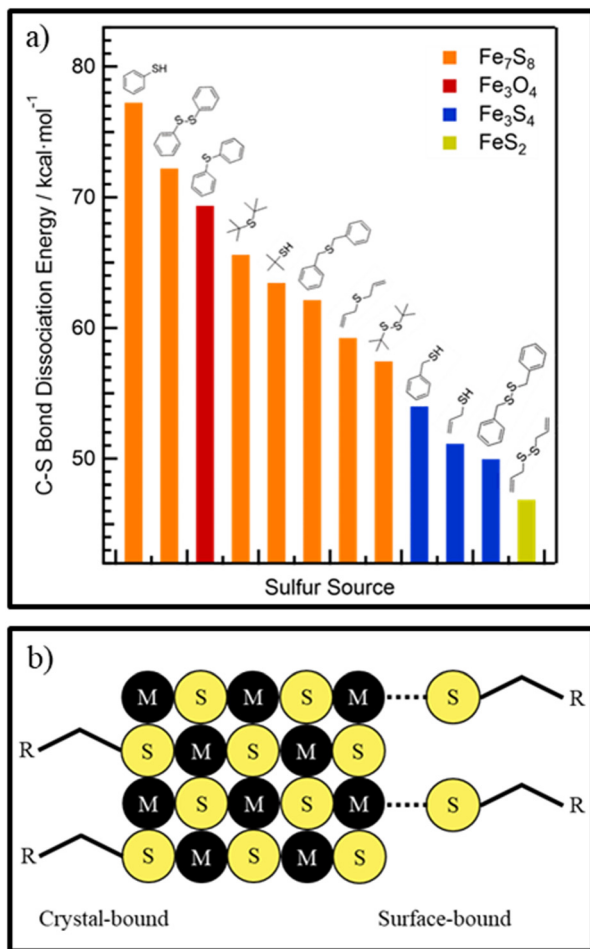 a)
Fe₇S₈
Fe₃O₄
Fe₃S₄
FeS₂
C-S Bond Dissociation Energy / kcal·mol⁻¹
80
70
60
50
SH
S-S
S
S
SH
S
S
S-S
SH
SH
S-S
S-S
Sulfur Source
b)
M S M S M S R
R S M S M S
M S M S M S R
R S M S M S
Crystal-bound Surface-bound